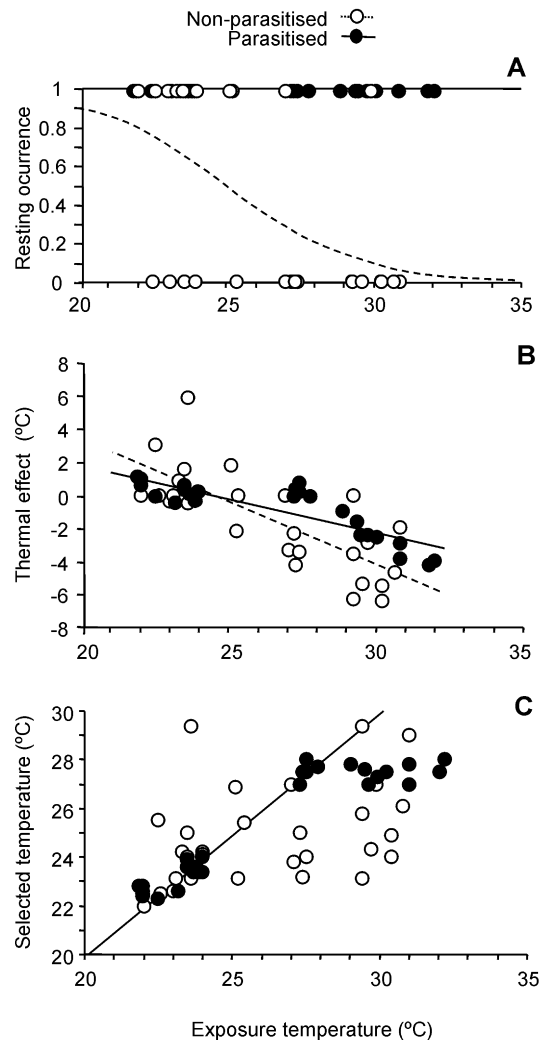 Non-parasitised
Parasitised
A
Resting ocurrence
1
0.8
0.6
0.4
0.2
0
20 25 30 35
B
Thermal effect (ºC)
8
6
4
2
0
-2
-4
-6
-8
20 25 30 35
C
Selected temperature (ºC)
30
28
26
24
22
20
20 25 30 35
Exposure temperature (ºC)